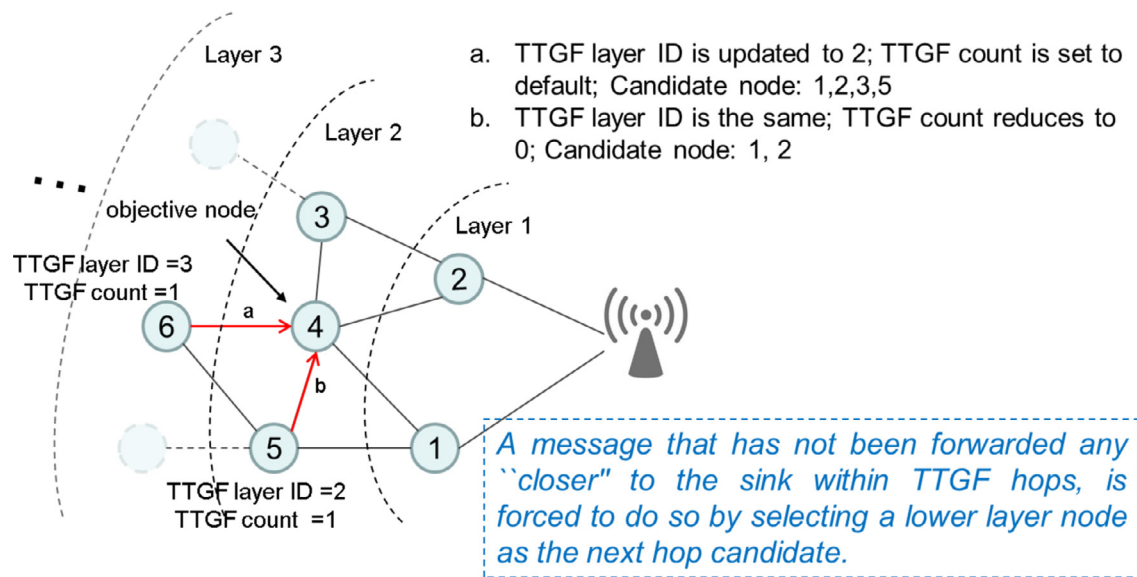 Layer 3
a. TTGF layer ID is updated to 2; TTGF count is set to
default; Candidate node: 1,2,3,5
b. TTGF layer ID is the same; TTGF count reduces to
0; Candidate node: 1, 2
Layer 2
objective node
3
Layer 1
2
TTGF layer ID =3
TTGF count =1
6
a
4
b
5
1
TTGF layer ID =2
TTGF count =1
A message that has not been forwarded any
``closer" to the sink within TTGF hops, is
forced to do so by selecting a lower layer node
as the next hop candidate.